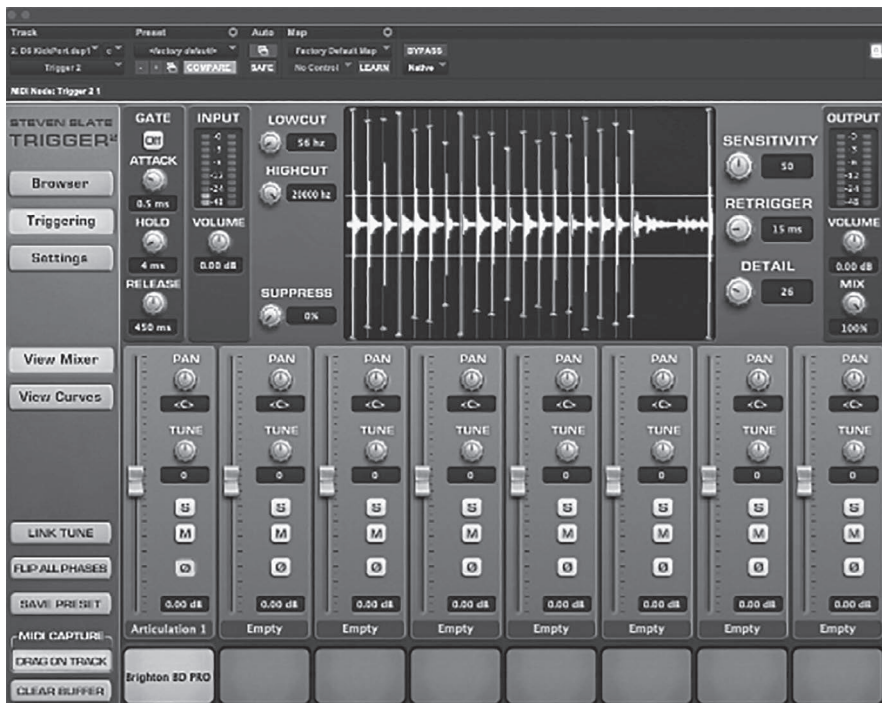 Track Preset Auto Map
2. DS KickPort.dup1 c <factory default> Factory Default Map BYPASS
Trigger 2 - + COMPARE SAFE No Control LEARN Native
MIDI Node: Trigger 2 1
STEVEN SLATE
TRIGGER 2
Browser
Triggering
Settings
View Mixer
View Curves
LINK TUNE
FLIP ALL PHASES
SAVE PRESET
MIDI CAPTURE
DRAG ON TRACK
CLEAR BUFFER
GATE
Off
ATTACK
0.5 ms
HOLD
4 ms
RELEASE
450 ms
INPUT
VOLUME
0.00 dB
LOWCUT
56 hz
HIGHCUT
20000 hz
SUPPRESS
0%
SENSITIVITY
50
RETRIGGER
15 ms
DETAIL
26
OUTPUT
VOLUME
0.00 dB
MIX
100%
PAN PAN PAN PAN PAN PAN PAN PAN
<C> <C> <C> <C> <C> <C> <C> <C>
TUNE TUNE TUNE TUNE TUNE TUNE TUNE TUNE
0 0 0 0 0 0 0 0
S S S S S S S S
M M M M M M M M
Ø Ø Ø Ø Ø Ø Ø Ø
0.00 dB 0.00 dB 0.00 dB 0.00 dB 0.00 dB 0.00 dB 0.00 dB 0.00 dB
Articulation 1 Empty Empty Empty Empty Empty Empty Empty
Brighton BD PRO